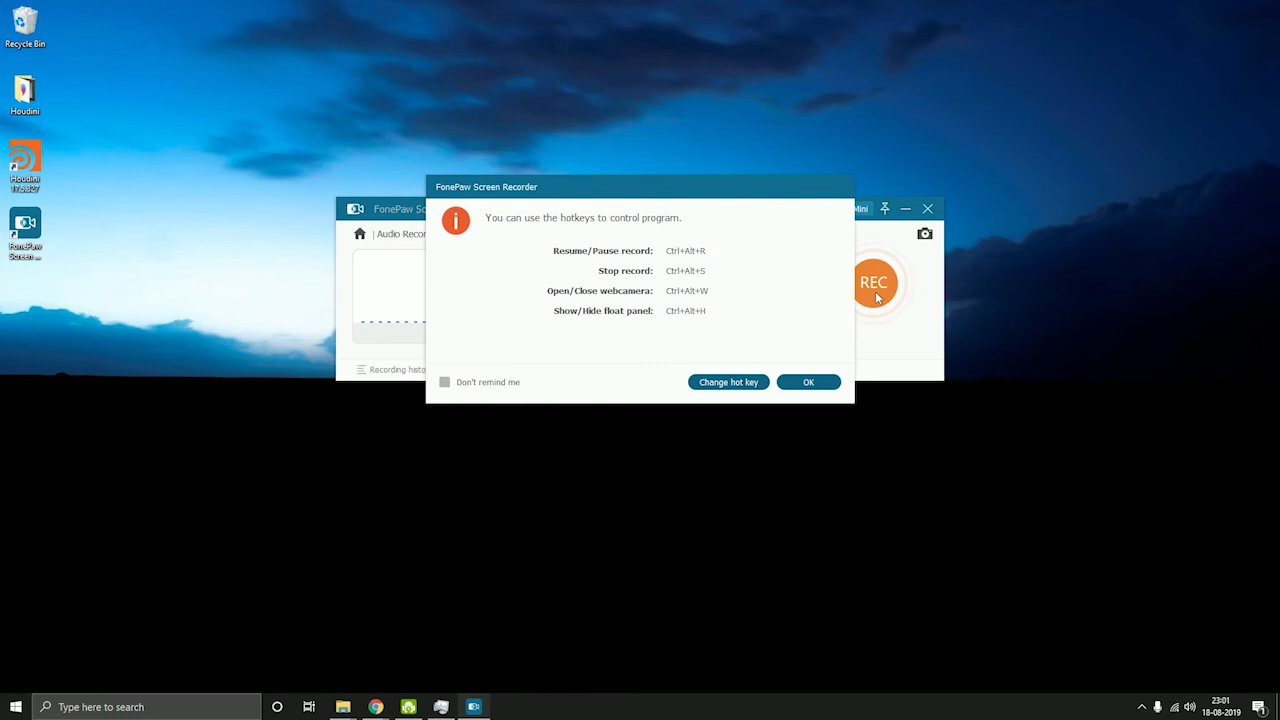 Recycle Bin
Houdini
Houdini
17.5.327
FonePaw
Screen ...
FonePaw Screen Recorder
FonePaw Sc
Mini
You can use the hotkeys to control program.
| Audio Recor
Resume/Pause record: Ctrl+Alt+R
Stop record: Ctrl+Alt+S
REC
Open/Close webcamera: Ctrl+Alt+W
Show/Hide float panel: Ctrl+Alt+H
Recording histo
Don't remind me
Change hot key
OK
Type here to search
23:01
18-08-2019
1